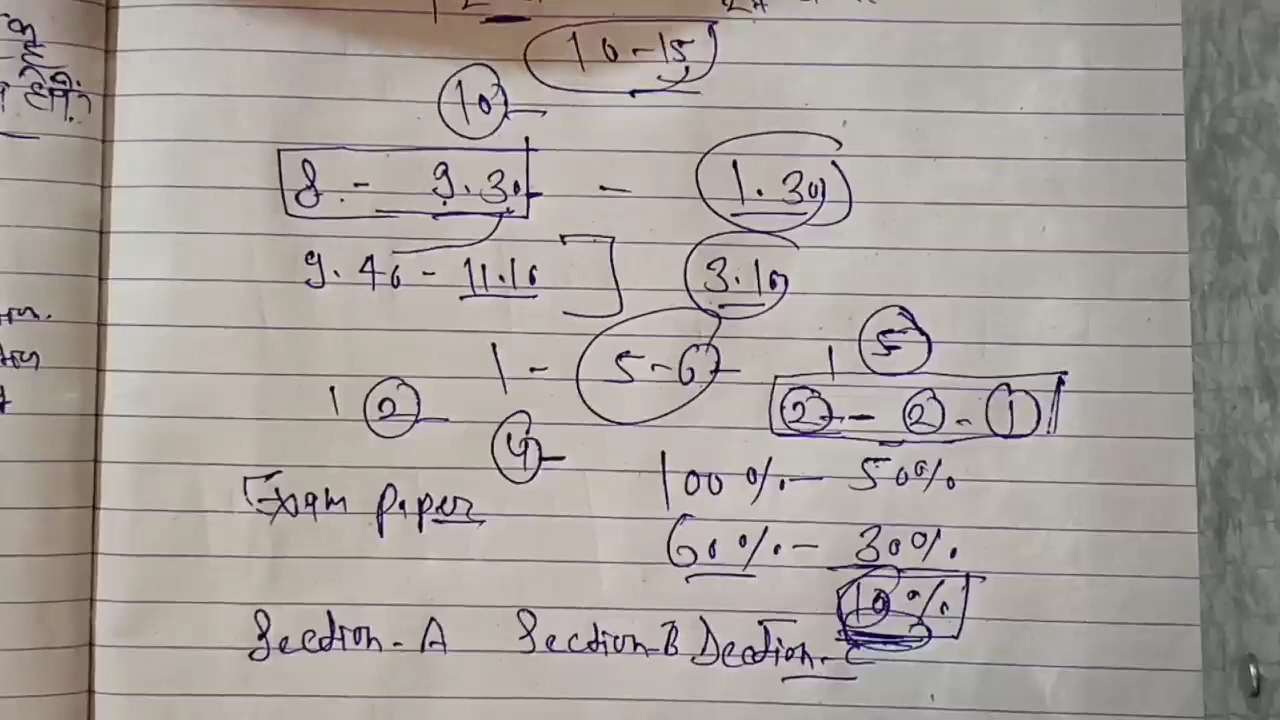 10-15
10-
8 - 9.30 - 1.30
9.40 - 11.10 3.10
5
1 - 5-6 - 1
1 2 - 2 - 2 - 1
4 -
100% - 50%
Exam paper
60% - 30%
10%
Section-A Section-B Section-C